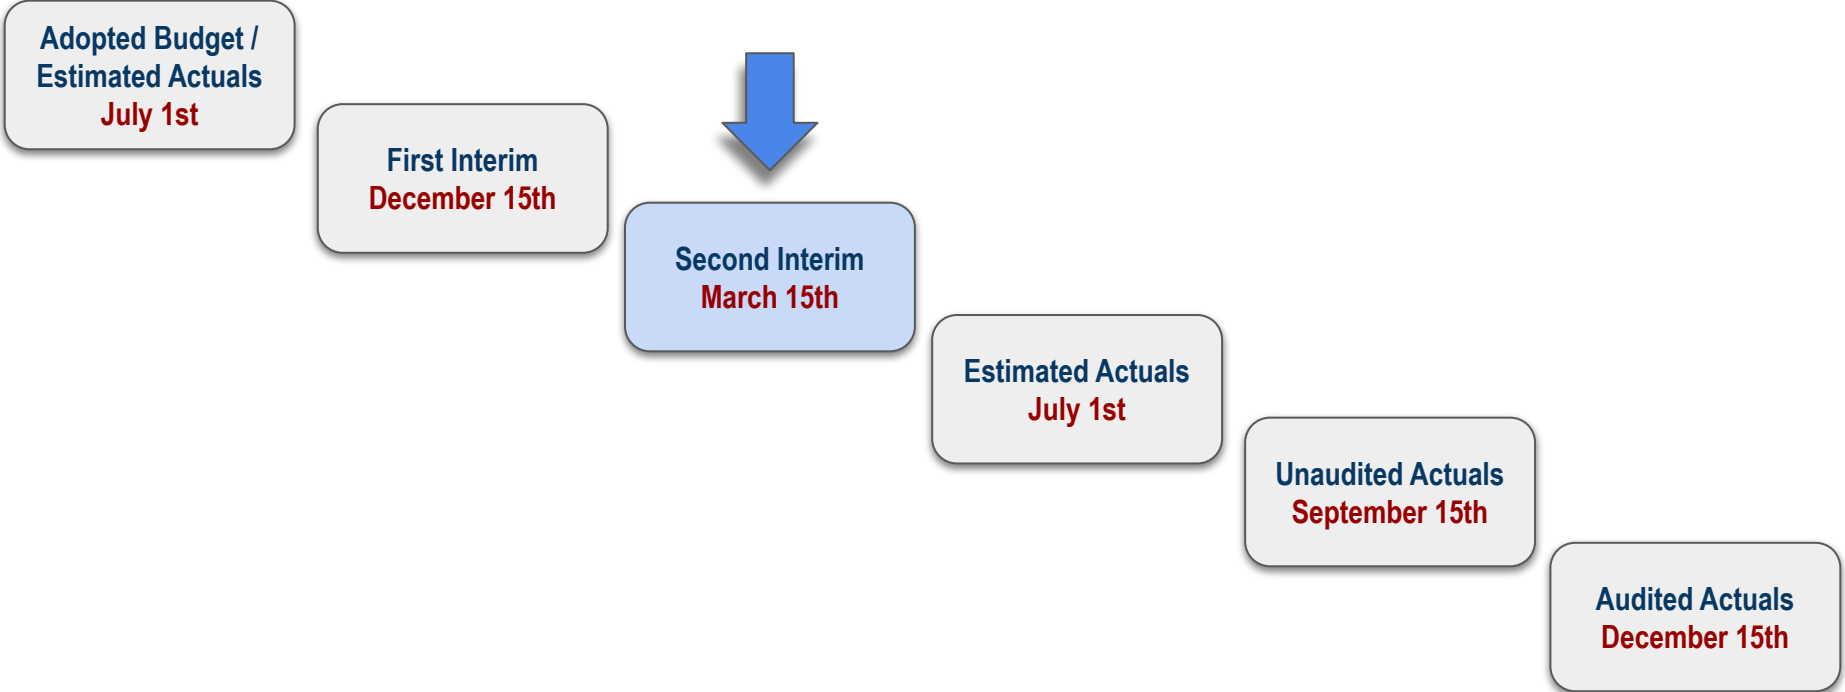 Adopted Budget /
Estimated Actuals
July 1st
First Interim
December 15th
Second Interim
March 15th
Estimated Actuals
July 1st
Unaudited Actuals
September 15th
Audited Actuals
December 15th